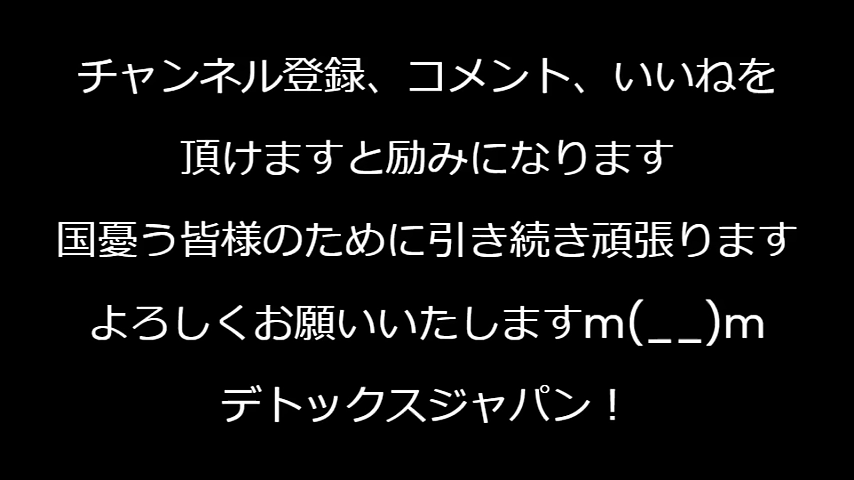 チャンネル登録、コメント、いいねを
頂けますと励みになります
国憂う皆様のために引き続き頑張ります
よろしくお願いいたしますm(__)m
デトックスジャパン！